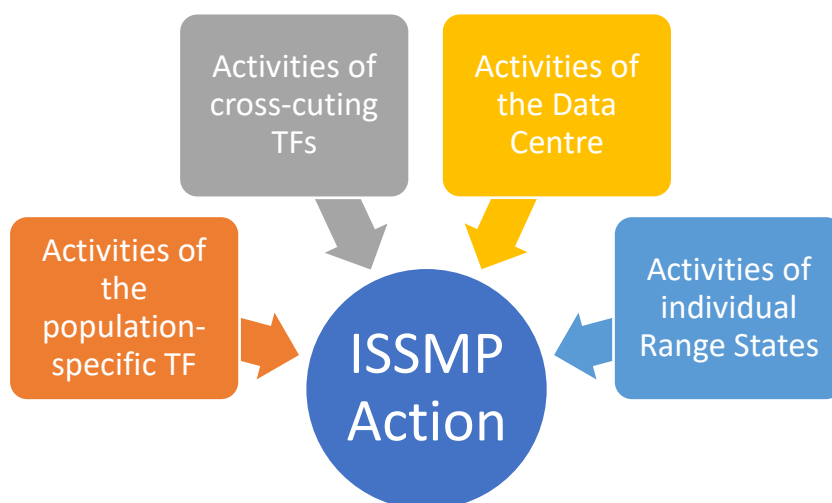 Activities of
cross-cuting
TFs
Activities of
the Data
Centre
Activities of
the
population-
specific TF
Activities of
individual
Range States
ISSMP
Action